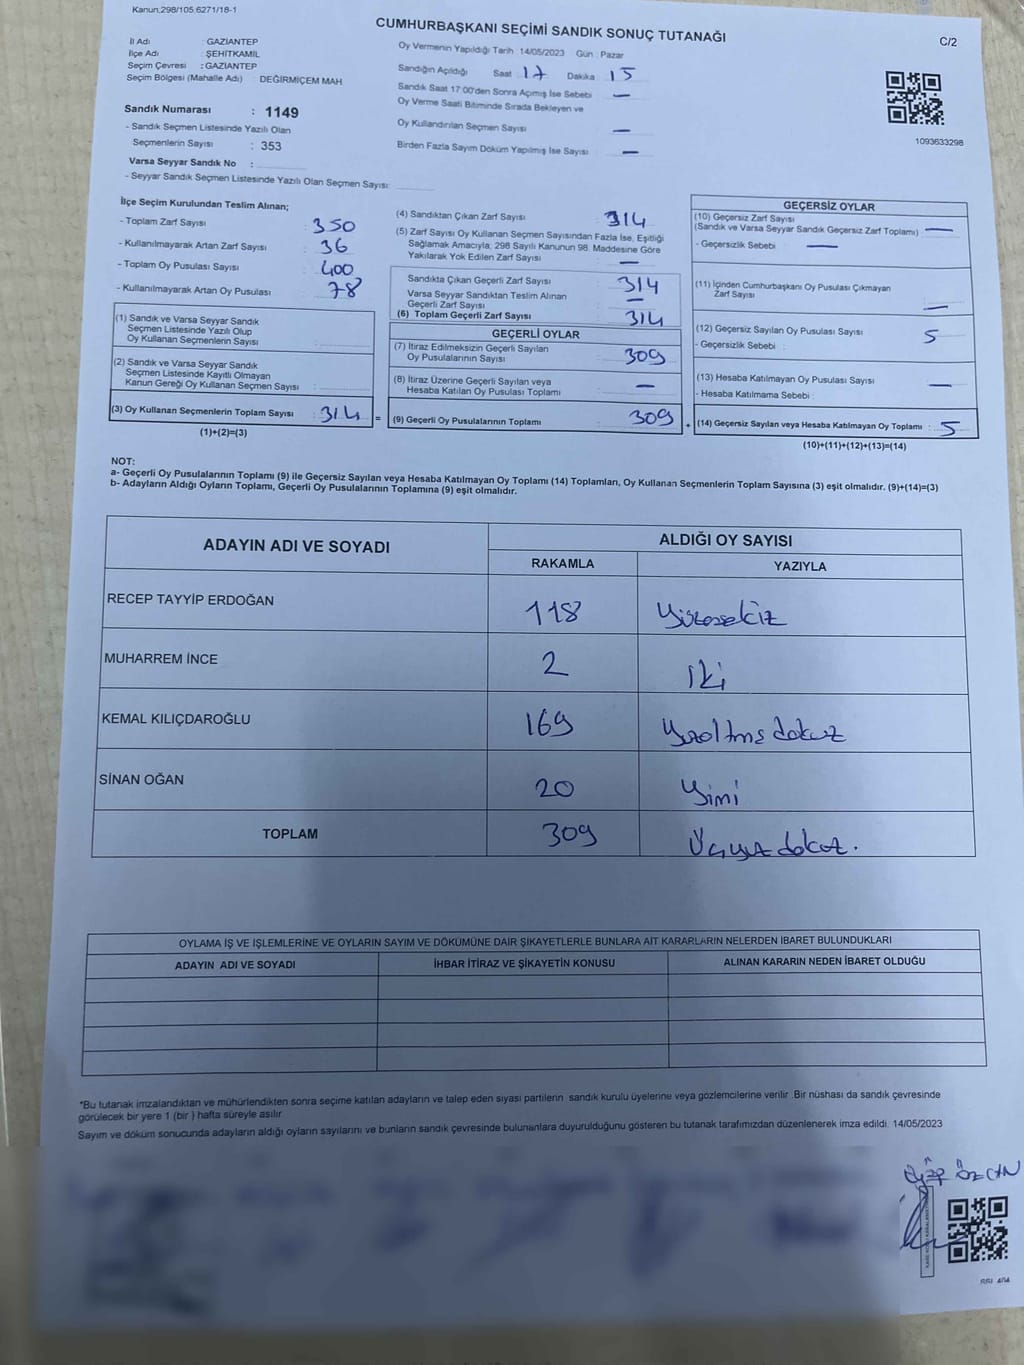 Kanun;298/105 6271/18-1
CUMHURBAŞKANI SEÇİMİ SANDIK SONUÇ TUTANAĞI
C/2
İl Adı : GAZİANTEP
İlçe Adı : ŞEHİTKAMİL
Seçim Çevresi : GAZİANTEP
Seçim Bölgesi (Mahalle Adı) : DEĞİRMİÇEM MAH
Sandık Numarası : 1149
- Sandık Seçmen Listesinde Yazılı Olan
Seçmenlerin Sayısı : 353
Varsa Seyyar Sandık No :
- Seyyar Sandık Seçmen Listesinde Yazılı Olan Seçmen Sayısı:
Oy Vermenin Yapıldığı Tarih :14/05/2023 Gün : Pazar
Sandığın Açıldığı Saat 17 Dakika 15
Sandık Saat 17:00'den Sonra Açımış İse Sebebi —
Oy Verme Saati Bitiminde Sırada Bekleyen ve
Oy Kullandırılan Seçmen Sayısı —
Birden Fazla Sayım Döküm Yapılmış İse Sayısı —
1093633298
İlçe Seçim Kurulundan Teslim Alınan;
- Toplam Zarf Sayısı : 350
- Kullanılmayarak Artan Zarf Sayısı : 36
- Toplam Oy Pusulası Sayısı : 400
- Kullanılmayarak Artan Oy Pusulası : 78
(1) Sandık ve Varsa Seyyar Sandık
Seçmen Listesinde Yazılı Olup
Oy Kullanan Seçmenlerin Sayısı :
(2) Sandık ve Varsa Seyyar Sandık
Seçmen Listesinde Kayıtlı Olmayan
Kanun Gereği Oy Kullanan Seçmen Sayısı :
(3) Oy Kullanan Seçmenlerin Toplam Sayısı : 314 =
(1)+(2)=(3)
(4) Sandıktan Çıkan Zarf Sayısı : 314
(5) Zarf Sayısı Oy Kullanan Seçmen Sayısından Fazla İse, Eşitliği
Sağlamak Amacıyla; 298 Sayılı Kanunun 98. Maddesine Göre
Yakılarak Yok Edilen Zarf Sayısı : —
Sandıkta Çıkan Geçerli Zarf Sayısı : 314
Varsa Seyyar Sandıktan Teslim Alınan
Geçerli Zarf Sayısı : —
(6) Toplam Geçerli Zarf Sayısı : 314
GEÇERLİ OYLAR
(7) İtiraz Edilmeksizin Geçerli Sayılan
Oy Pusulalarının Sayısı : 309
(8) İtiraz Üzerine Geçerli Sayılan veya
Hesaba Katılan Oy Pusulası Toplamı : —
(9) Geçerli Oy Pusulalarının Toplamı : 309 +
GEÇERSİZ OYLAR
(10) Geçersiz Zarf Sayısı
(Sandık ve Varsa Seyyar Sandık Geçersiz Zarf Toplamı) : —
- Geçersizlik Sebebi : —
(11) İçinden Cumhurbaşkanı Oy Pusulası Çıkmayan
Zarf Sayısı : —
(12) Geçersiz Sayılan Oy Pusulası Sayısı : 5
- Geçersizlik Sebebi :
(13) Hesaba Katılmayan Oy Pusulası Sayısı : —
- Hesaba Katılmama Sebebi :
(14) Geçersiz Sayılan veya Hesaba Katılmayan Oy Toplamı : 5
(10)+(11)+(12)+(13)=(14)
NOT:
a- Geçerli Oy Pusulalarının Toplamı (9) ile Geçersiz Sayılan veya Hesaba Katılmayan Oy Toplamı (14) Toplamları, Oy Kullanan Seçmenlerin Toplam Sayısına (3) eşit olmalıdır. (9)+(14)=(3)
b- Adayların Aldığı Oyların Toplamı, Geçerli Oy Pusulalarının Toplamına (9) eşit olmalıdır.
ADAYIN ADI VE SOYADI
ALDIĞI OY SAYISI
RAKAMLA YAZIYLA
RECEP TAYYİP ERDOĞAN 118 Yüzonsekiz
MUHARREM İNCE 2 iki
KEMAL KILIÇDAROĞLU 169 Yüzaltmış dokuz
SİNAN OĞAN 20 Yirmi
TOPLAM 309 Üçyüz dokuz.
OYLAMA İŞ VE İŞLEMLERİNE VE OYLARIN SAYIM VE DÖKÜMÜNE DAİR ŞİKAYETLERLE BUNLARA AİT KARARLARIN NELERDEN İBARET BULUNDUKLARI
ADAYIN ADI VE SOYADI İHBAR İTİRAZ VE ŞİKAYETİN KONUSU ALINAN KARARIN NEDEN İBARET OLDUĞU
*Bu tutanak imzalandıktan ve mühürlendikten sonra seçime katılan adayların ve talep eden siyasi partilerin sandık kurulu üyelerine veya gözlemcilerine verilir .Bir nüshası da sandık çevresinde
görülecek bir yere 1 (bir ) hafta süreyle asılır
Sayım ve döküm sonucunda adayların aldığı oyların sayılarını ve bunların sandık çevresinde bulunanlara duyurulduğunu gösteren bu tutanak tarafımızdan düzenlenerek imza edildi. 14/05/2023
ÖZCAN